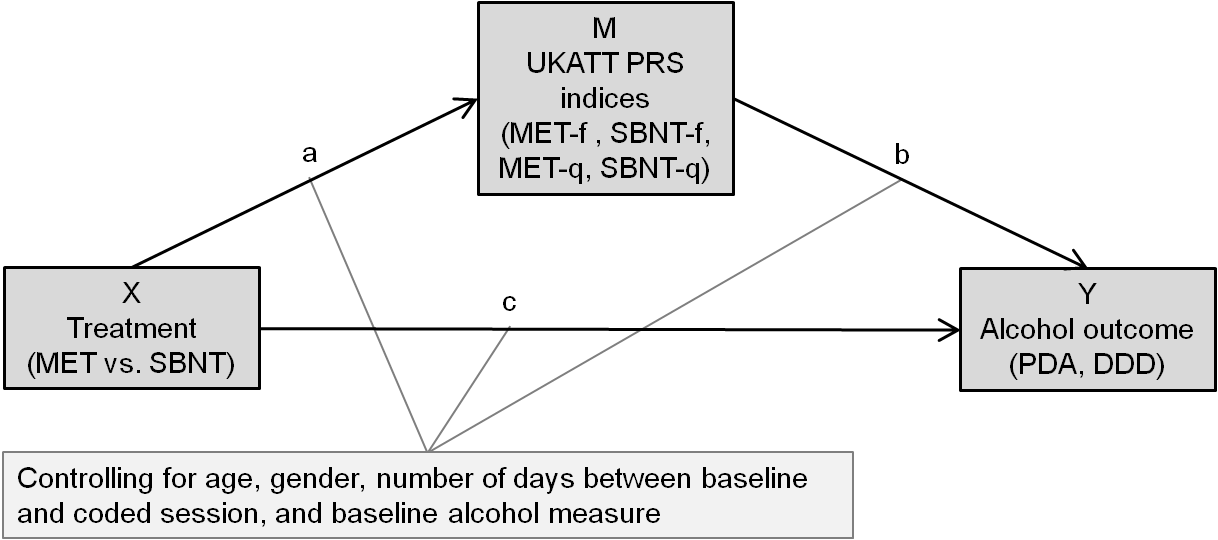 M
UKATT PRS
indices
(MET-f , SBNT-f,
MET-q, SBNT-q)
a
b
X
Treatment
(MET vs. SBNT)
c
Y
Alcohol outcome
(PDA, DDD)
Controlling for age, gender, number of days between baseline
and coded session, and baseline alcohol measure